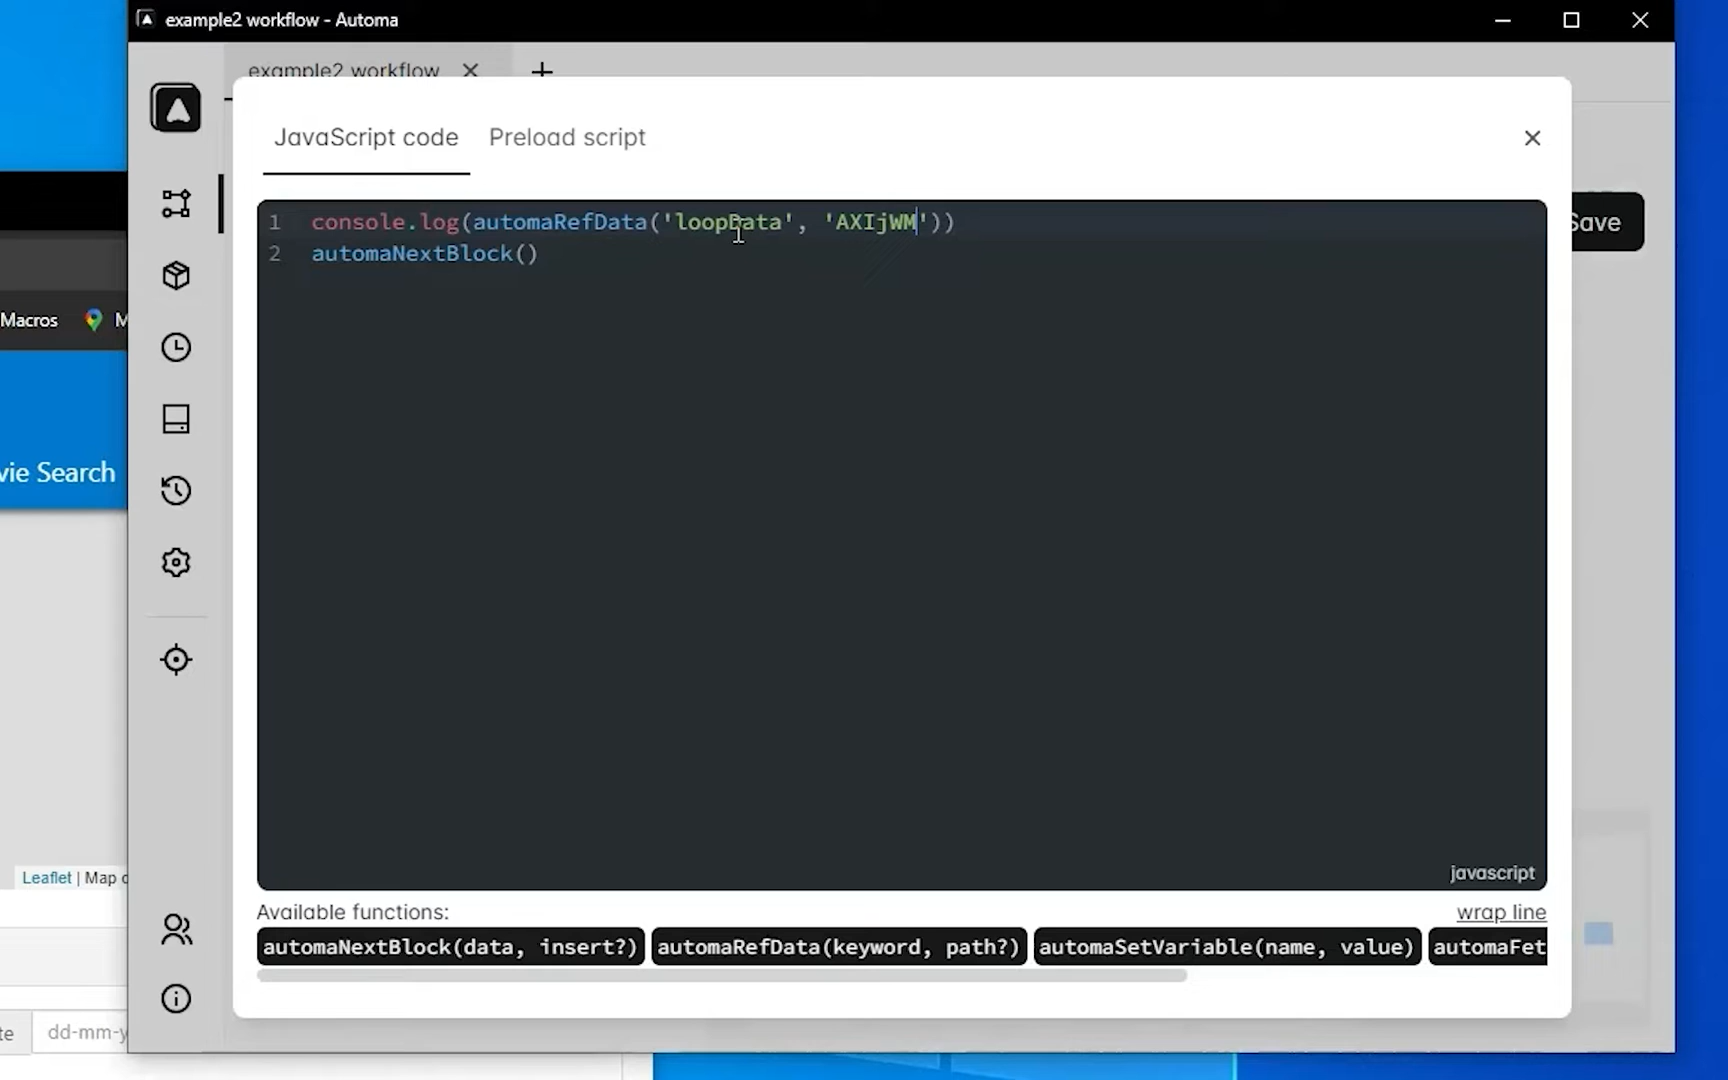 example2 workflow - Automa
example2 workflow
JavaScript code
Preload script
Save
1 console.log(automaRefData('loopData', 'AXIjWM'))
2 automaNextBlock()
Macros
M
vie Search
Leaflet | Map o
javascript
Available functions:
wrap line
automaNextBlock(data, insert?)
automaRefData(keyword, path?)
automaSetVariable(name, value)
automaFet
te
dd-mm-y